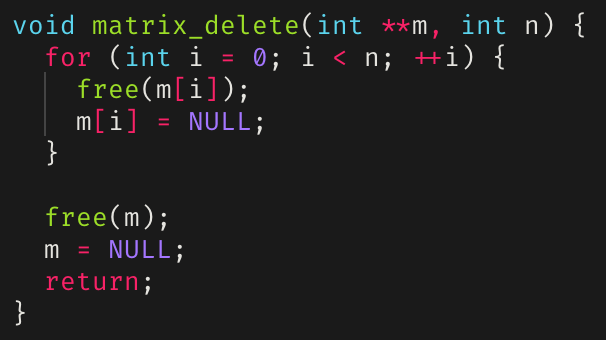 void matrix_delete(int **m, int n) {
  for (int i = 0; i < n; ++i) {
    free(m[i]);
    m[i] = NULL;
  }

  free(m);
  m = NULL;
  return;
}